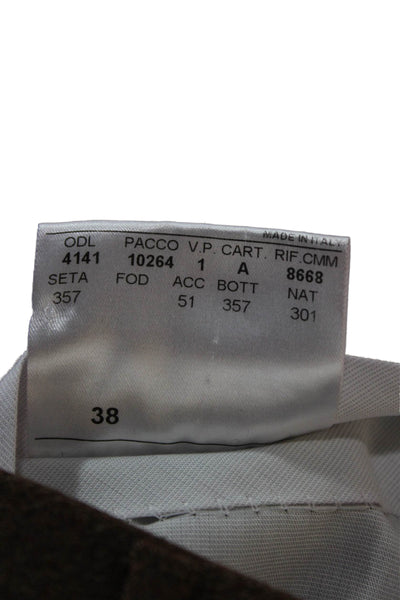 MADE IN ITALY
ODL PACCO V.P. CART. RIF.CMM
4141 10264 1 A 8668
SETA FOD ACC BOTT NAT
357 51 357 301
38